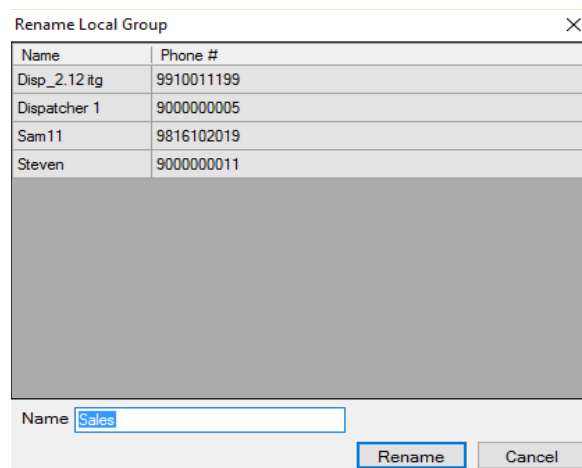 Rename Local Group
Name Phone #
Disp_2.12 itg 9910011199
Dispatcher 1 9000000005
Sam11 9816102019
Steven 9000000011
Name Sales
Rename Cancel